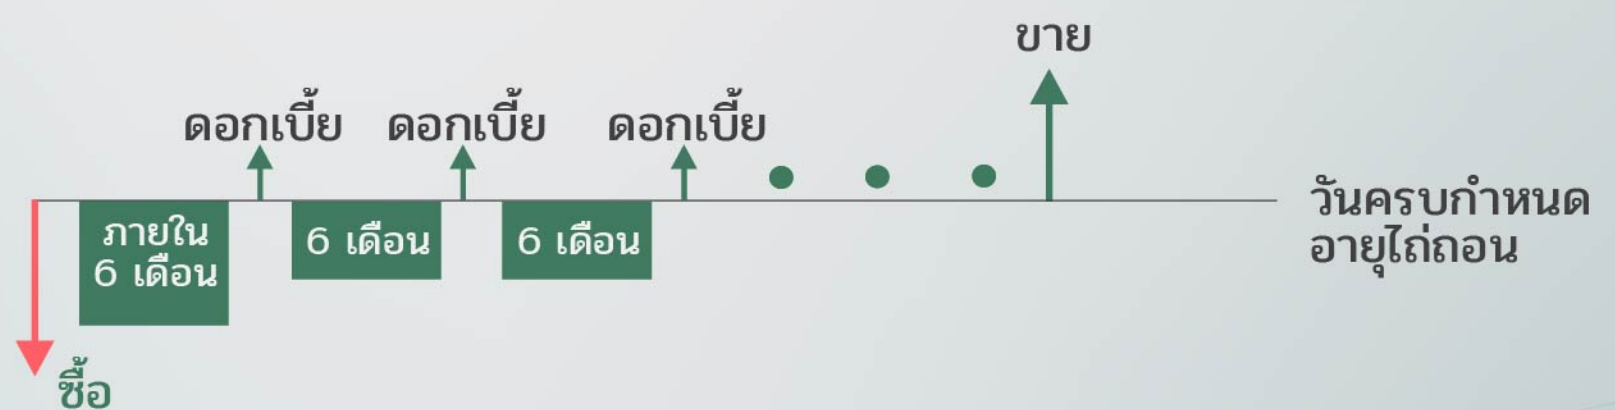 ขาย
ดอกเบี้ย ดอกเบี้ย ดอกเบี้ย
ภายใน
6 เดือน
6 เดือน
6 เดือน
วันครบกำหนด
อายุไถ่ถอน
ซื้อ